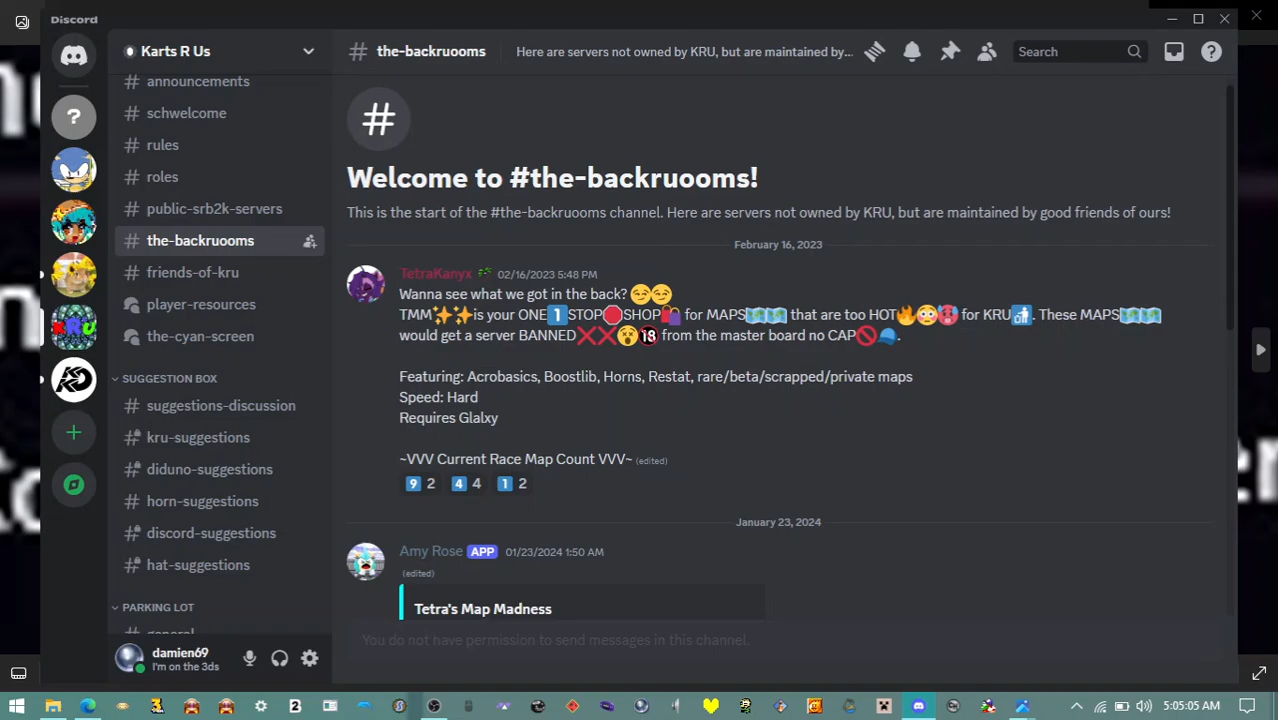 Discord
Karts R Us
the-backruooms
Here are servers not owned by KRU, but are maintained by...
Search
announcements
schwelcome
rules
roles
public-srb2k-servers
the-backruooms
friends-of-kru
player-resources
the-cyan-screen
SUGGESTION BOX
suggestions-discussion
kru-suggestions
diduno-suggestions
horn-suggestions
discord-suggestions
hat-suggestions
PARKING LOT
general
damien69
I'm on the 3ds
KRU
Welcome to #the-backruooms!
This is the start of the #the-backruooms channel. Here are servers not owned by KRU, but are maintained by good friends of ours!
February 16, 2023
TetraKanyx 02/16/2023 5:48 PM
Wanna see what we got in the back? 😏😏
TMM✨✨is your ONE1️⃣STOP🛑SHOP🛍️ for MAPS🗺️🗺️ that are too HOT🔥😳🥵 for KRU🚮. These MAPS🗺️🗺️
would get a server BANNED❌❌😵🔞 from the master board no CAP🚫🧢.
Featuring: Acrobasics, Boostlib, Horns, Restat, rare/beta/scrapped/private maps
Speed: Hard
Requires Glalxy
~VVV Current Race Map Count VVV~ (edited)
9️⃣ 2 4️⃣ 4 1️⃣ 2
January 23, 2024
Amy Rose APP 01/23/2024 1:50 AM
(edited)
Tetra's Map Madness
You do not have permission to send messages in this channel.
5:05:05 AM